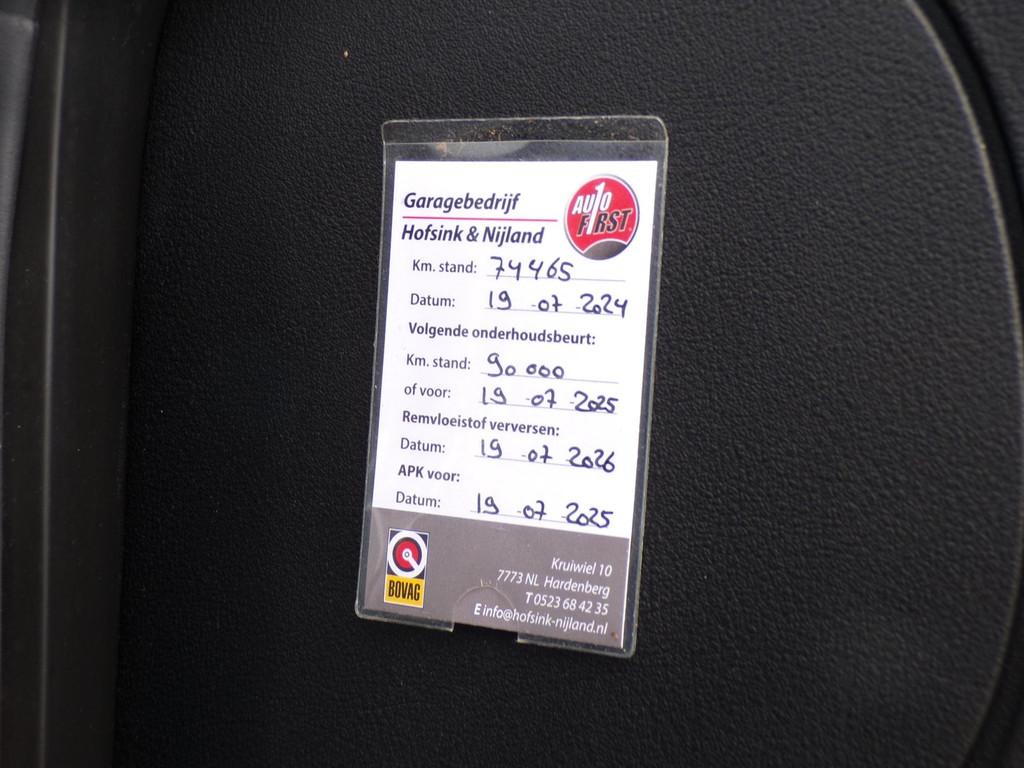 Garagebedrijf
Hofsink & Nijland
AUTO
FIRST
Km. stand: 74465
Datum: 19 -07 -2024
Volgende onderhoudsbeurt:
Km. stand: 90 000
of voor: 19 -07 -2025
Remvloeistof verversen:
Datum: 19 -07 2026
APK voor:
Datum: 19 -07 -2025
BOVAG
Kruiwiel 10
7773 NL Hardenberg
T 0523 68 42 35
E info@hofsink-nijland.nl